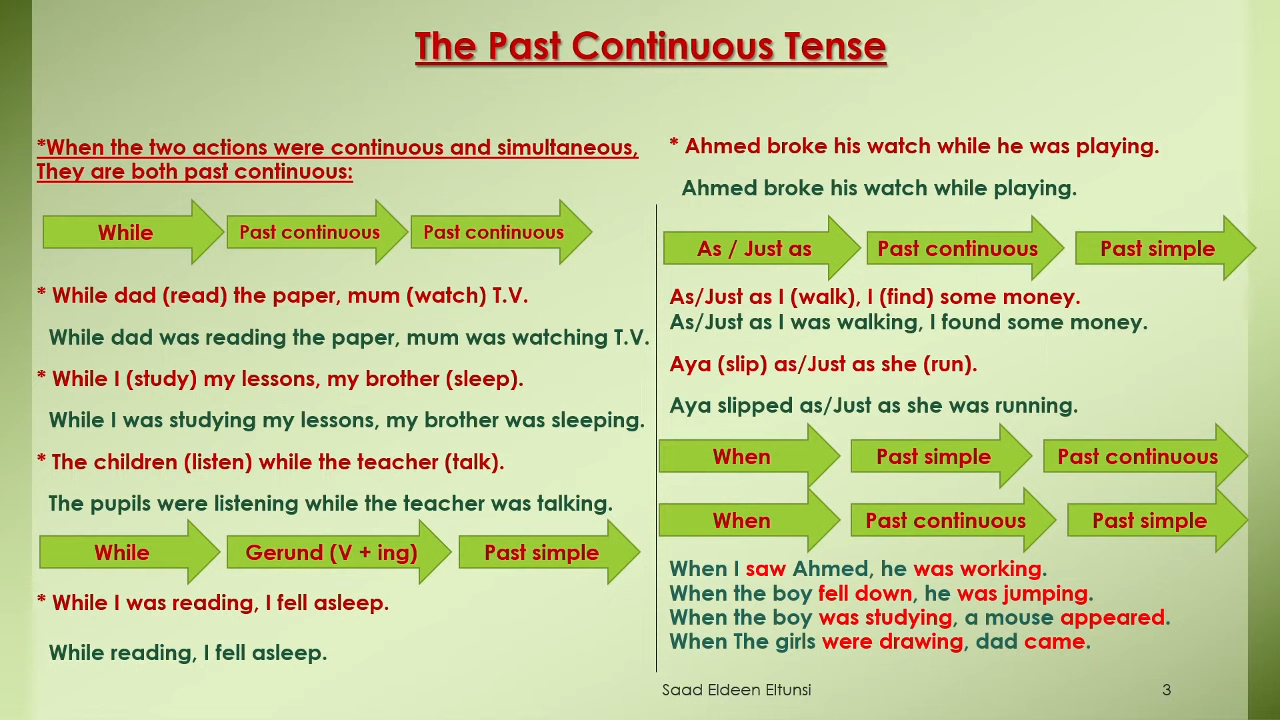 The Past Continuous Tense
*When the two actions were continuous and simultaneous,
They are both past continuous:
While Past continuous Past continuous
* While dad (read) the paper, mum (watch) T.V.
While dad was reading the paper, mum was watching T.V.
* While I (study) my lessons, my brother (sleep).
While I was studying my lessons, my brother was sleeping.
* The children (listen) while the teacher (talk).
The pupils were listening while the teacher was talking.
While Gerund (V + ing) Past simple
* While I was reading, I fell asleep.
While reading, I fell asleep.
* Ahmed broke his watch while he was playing.
Ahmed broke his watch while playing.
As / Just as Past continuous Past simple
As/Just as I (walk), I (find) some money.
As/Just as I was walking, I found some money.
Aya (slip) as/Just as she (run).
Aya slipped as/Just as she was running.
When Past simple Past continuous
When Past continuous Past simple
When I saw Ahmed, he was working.
When the boy fell down, he was jumping.
When the boy was studying, a mouse appeared.
When The girls were drawing, dad came.
Saad Eldeen Eltunsi 3